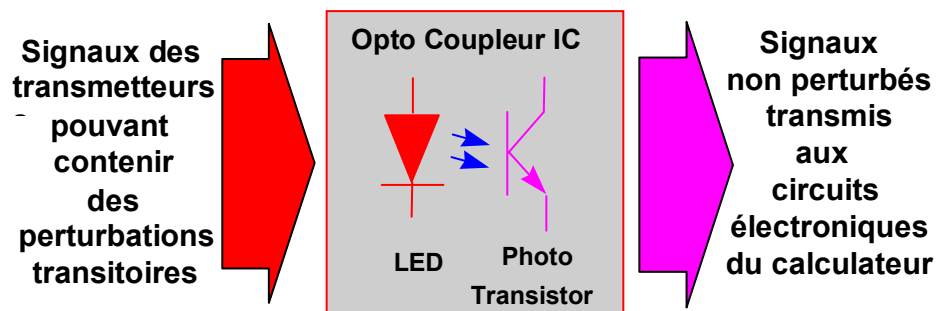 Signaux des
transmetteurs
pouvant
contenir
des
perturbations
transitoires
Opto Coupleur IC
LED
Photo
Transistor
Signaux
non perturbés
transmis
aux
circuits
électroniques
du calculateur